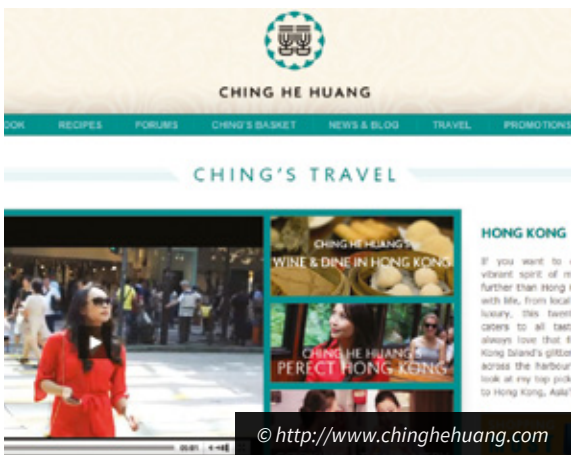 CHING HE HUANG
OOK RECIPES FORUMS CHING'S BASKET NEWS & BLOG TRAVEL PROMOTIONS
CHING'S TRAVEL
CHING HE HUANG'S
WINE & DINE IN HONG KONG
CHING HE HUANG'S
PERECT HONG KONG
HONG KONG
If you want to
vibrant spirit of m
further than Hong
with life, from local
luxury, this twent
caters to all tast
always love that f
Kong Island's glitter
across the harbour
look at my top pick
to Hong Kong, Asia'
© http://www.chinghehuang.com